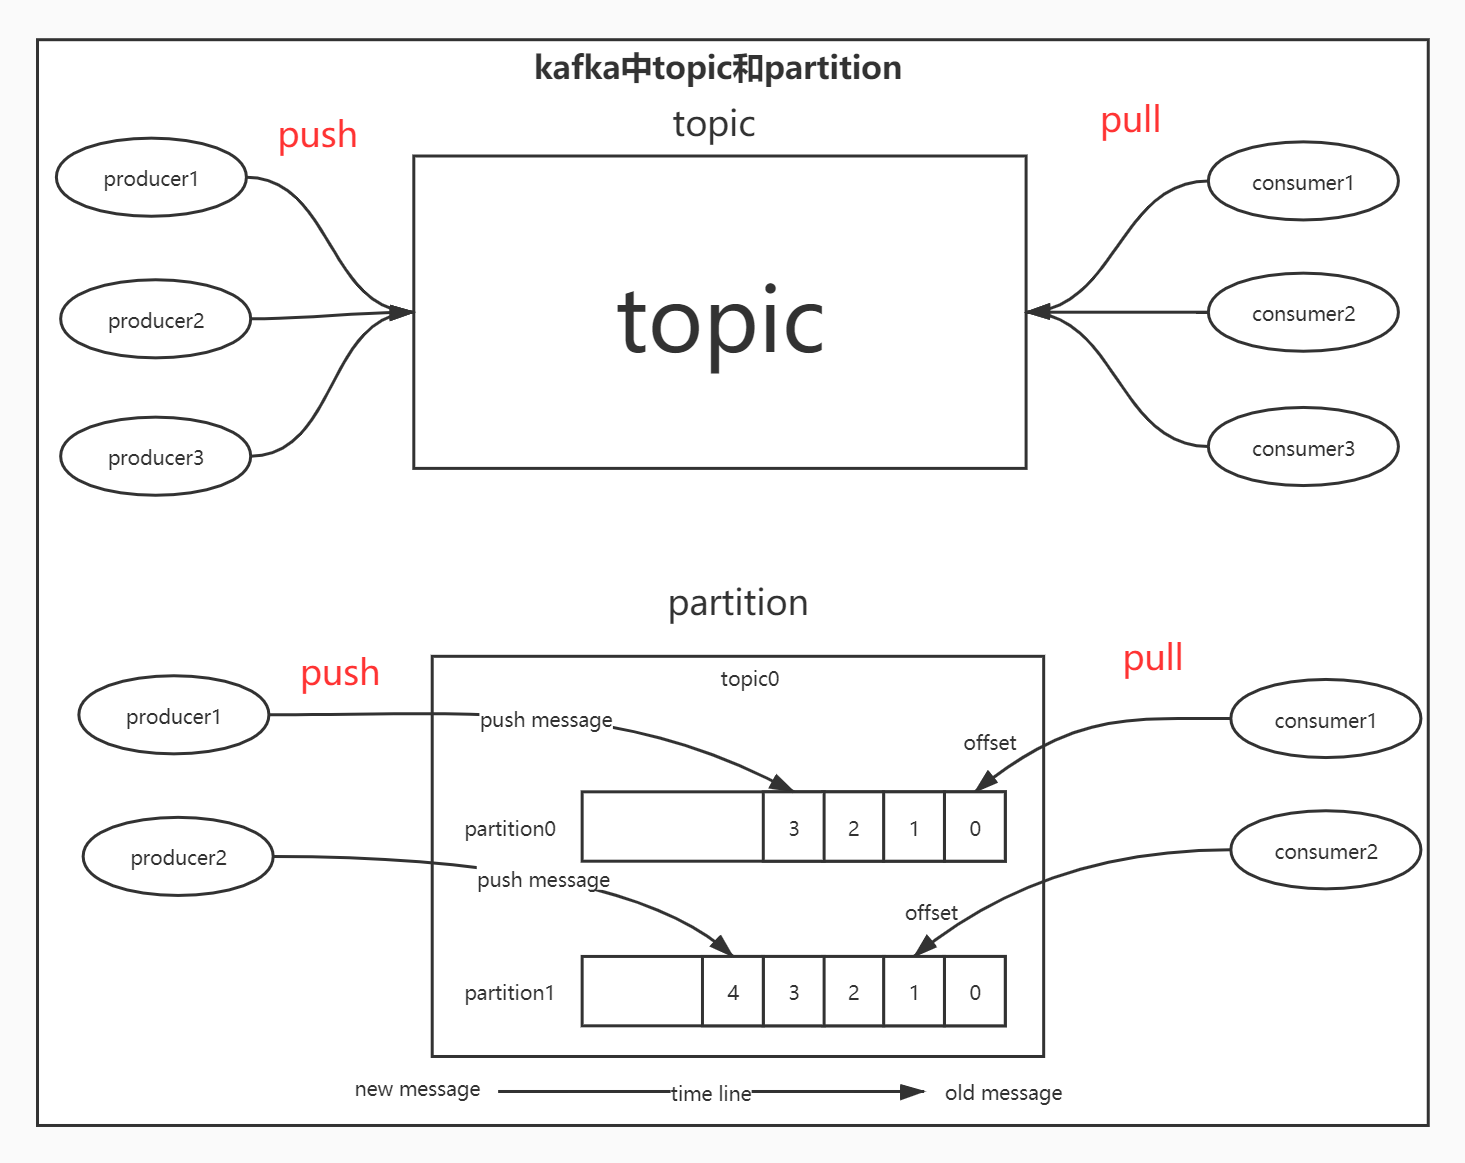 kafka中topic和partition
topic
push
pull
producer1
producer2
producer3
topic
consumer1
consumer2
consumer3
partition
push
pull
topic0
producer1
push message
offset
consumer1
partition0
3 2 1 0
producer2
push message
offset
consumer2
partition1
4 3 2 1 0
new message
time line
old message